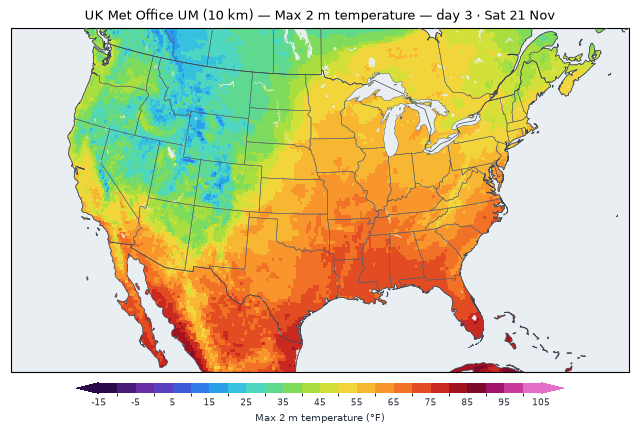 UK Met Office UM (10 km) — Max 2 m temperature — day 3 · Sat 21 Nov
-15 -5 5 15 25 35 45 55 65 75 85 95 105
Max 2 m temperature (°F)